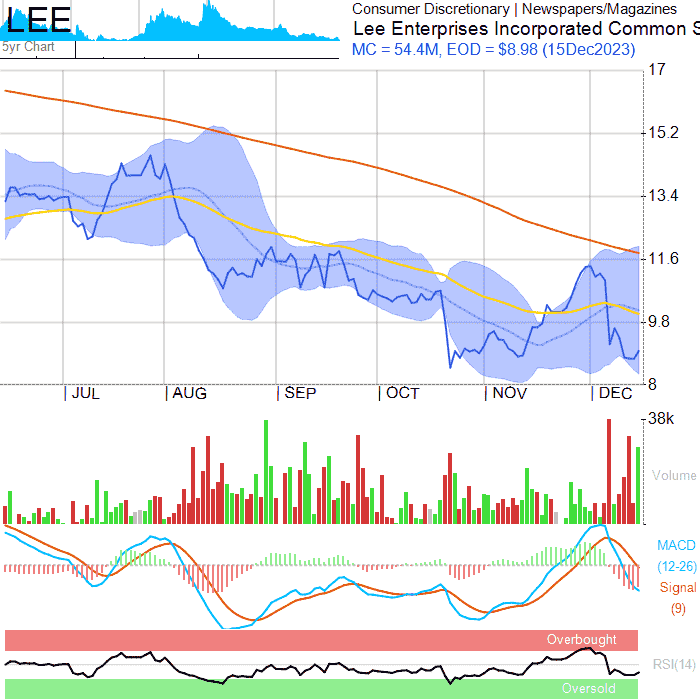 LEE
5yr Chart
Consumer Discretionary | Newspapers/Magazines
Lee Enterprises Incorporated Common S
MC = 54.4M, EOD = $8.98 (15Dec2023)
17
15.2
13.4
11.6
9.8
8
JUL AUG SEP OCT NOV DEC
38k
Volume
MACD
(12-26)
Signal
(9)
Overbought
RSI(14)
Oversold